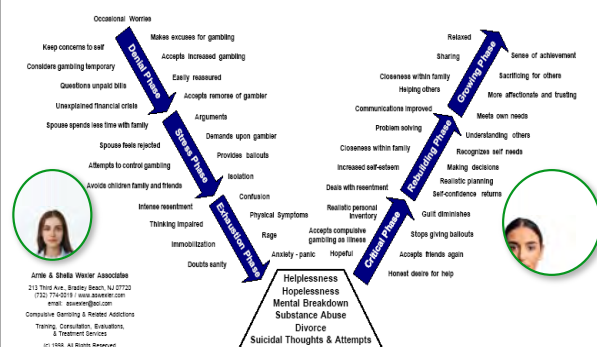 Occasional Worries
Makes excuses for gambling
Keep concerns to self
Accepts increased gambling
Considers gambling temporary
Easily reassured
Questions unpaid bills
Accepts remorse of gambler
Unexplained financial crisis
Denial Phase
Arguments
Spouse spends less time with family
Demands upon gambler
Spouse feels rejected
Provides bailouts
Attempts to control gambling
Isolation
Avoids children family and friends
Stress Phase
Confusion
Intense resentment
Physical Symptoms
Thinking impaired
Rage
Immobilization
Anxiety - panic
Doubts sanity
Exhaustion Phase
Helplessness
Hopelessness
Mental Breakdown
Substance Abuse
Divorce
Suicidal Thoughts & Attempts
Relaxed
Sharing
Sense of achievement
Closeness within family
Sacrificing for others
Helping others
More affectionate and trusting
Growing Phase
Communications improved
Meets own needs
Problem solving
Understanding others
Closeness within family
Recognizes self needs
Increased self-esteem
Making decisions
Deals with resentment
Realistic planning
Self-confidence returns
Rebuilding Phase
Realistic personal
inventory
Guilt diminishes
Accepts compulsive
gambling as illness
Stops giving bailouts
Hopeful
Accepts friends again
Honest desire for help
Critical Phase
Arnie & Sheila Wexler Associates
213 Third Ave., Bradley Beach, NJ 07720
(732) 774-0019 / www.aswexler.com
email: aswexler@aol.com
Compulsive Gambling & Related Addictions
Training, Consultation, Evaluations,
& Treatment Services
(c) 1998, All Rights Reserved